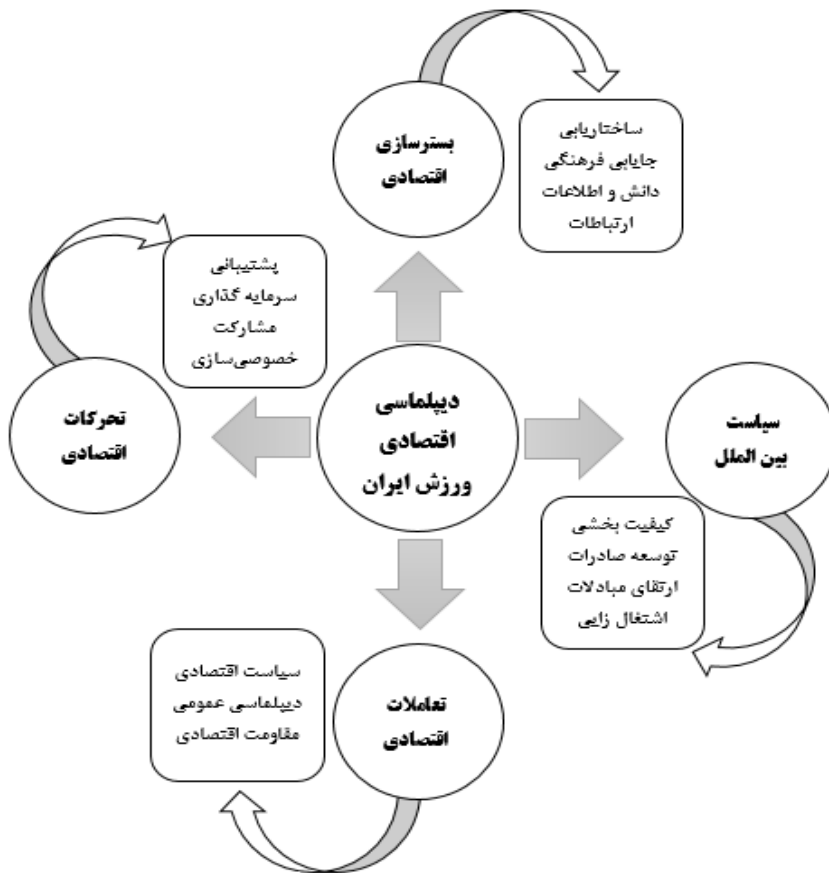 بسترسازی
اقتصادی
ساختاریابی
جایابی فرهنگی
دانش و اطلاعات
ارتباطات
پشتیبانی
سرمایه گذاری
مشارکت
خصوصی‌سازی
تحرکات
اقتصادی
دیپلماسی
اقتصادی
ورزش ایران
سیاست
بین الملل
کیفیت بخشی
توسعه صادرات
ارتقای مبادلات
اشتغال زایی
تعاملات
اقتصادی
سیاست اقتصادی
دیپلماسی عمومی
مقاومت اقتصادی